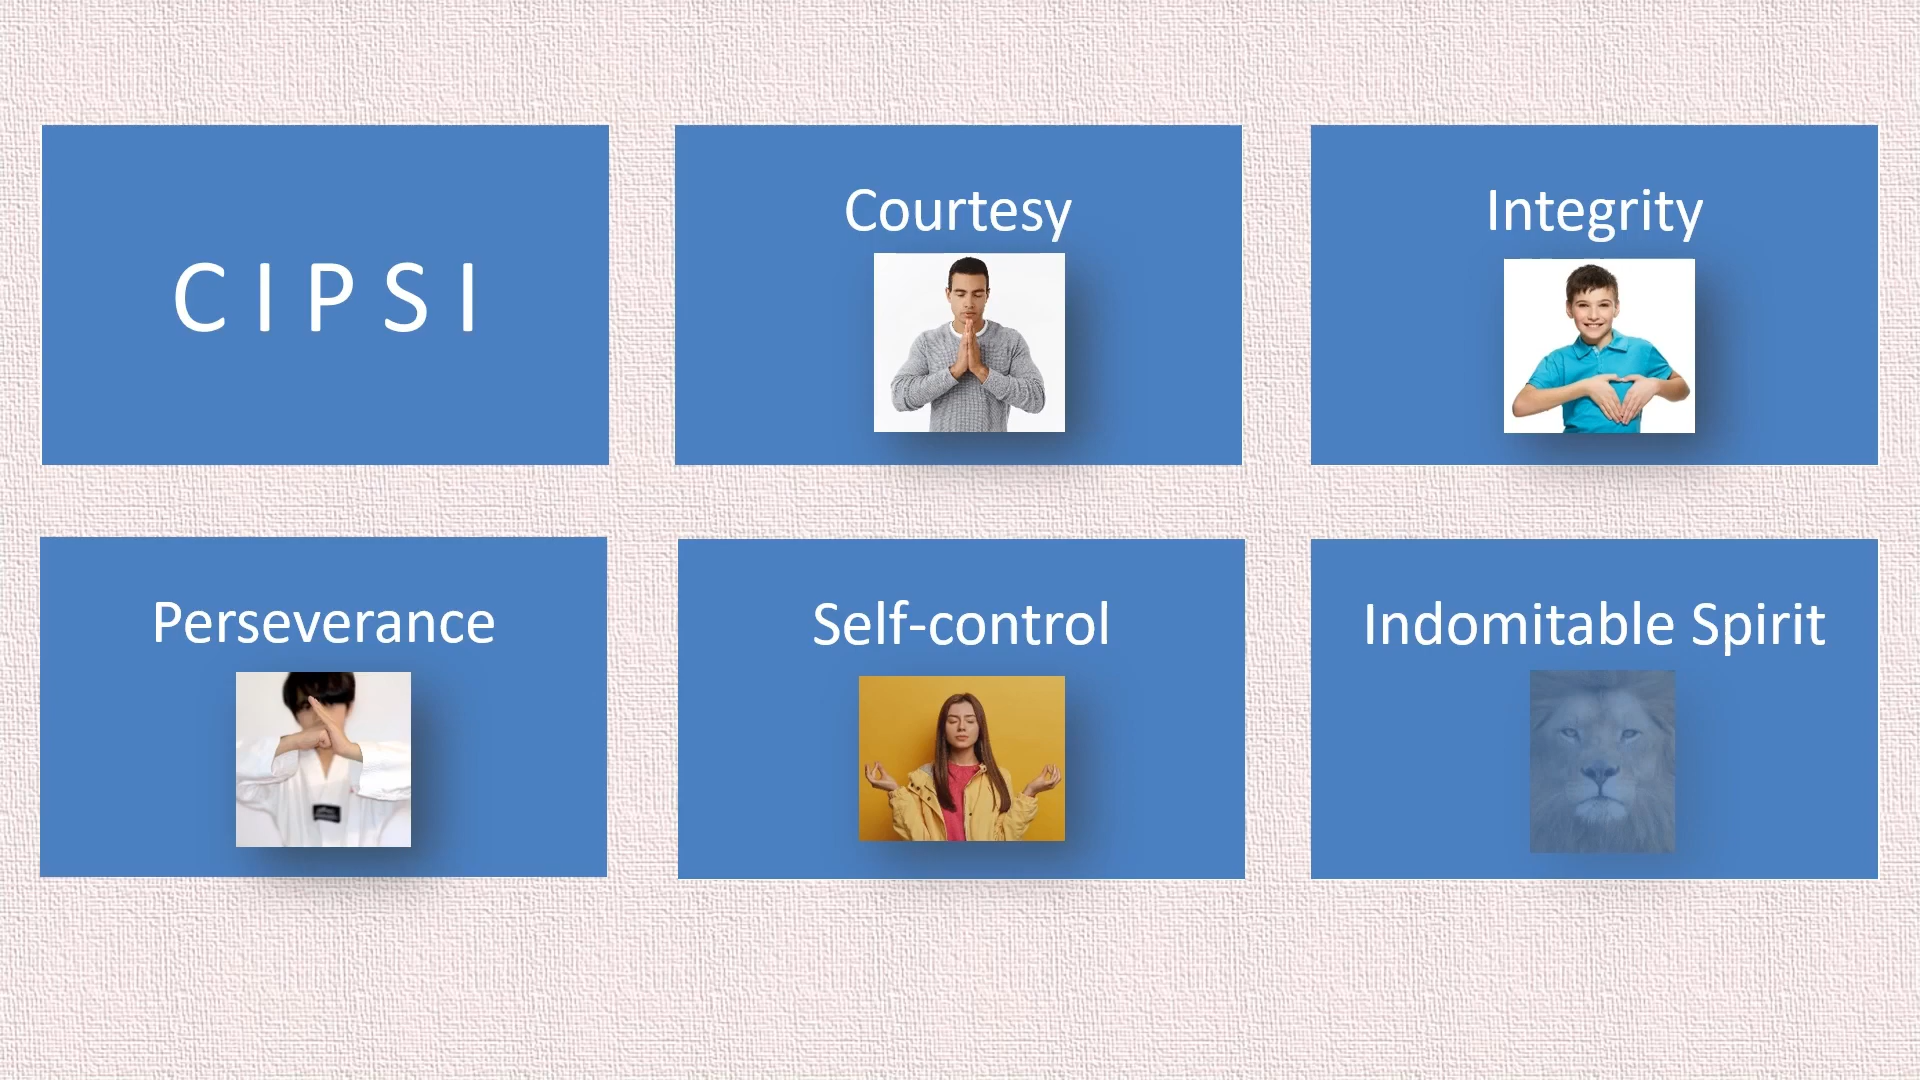 C I P S I
Courtesy
Integrity
Perseverance
Self-control
Indomitable Spirit